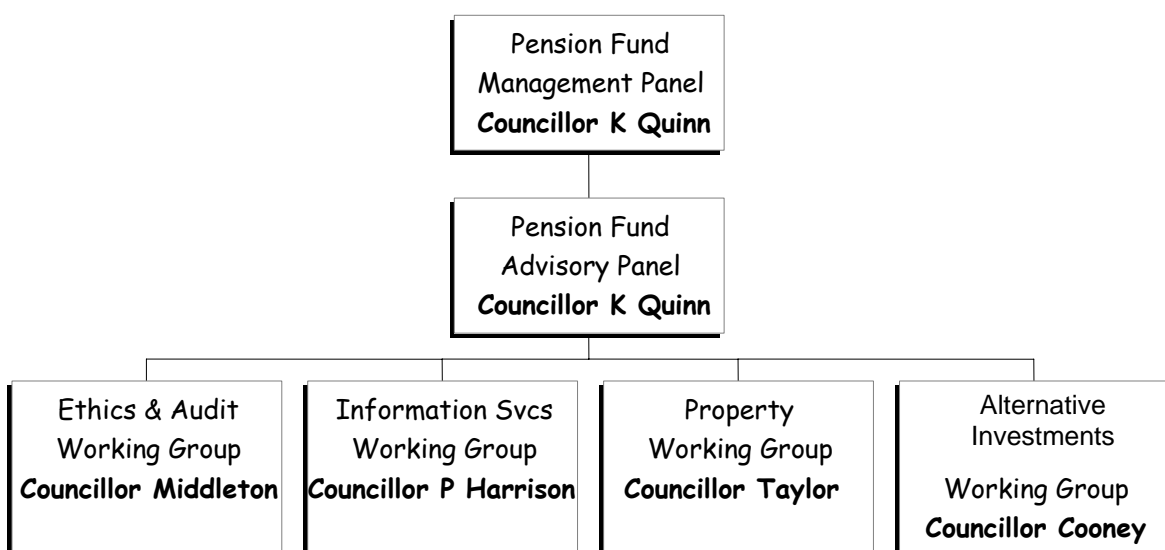 Pension Fund
Management Panel
Councillor K Quinn
Pension Fund
Advisory Panel
Councillor K Quinn
Ethics & Audit
Working Group
Councillor Middleton
Information Svcs
Working Group
Councillor P Harrison
Property
Working Group
Councillor Taylor
Alternative
Investments
Working Group
Councillor Cooney